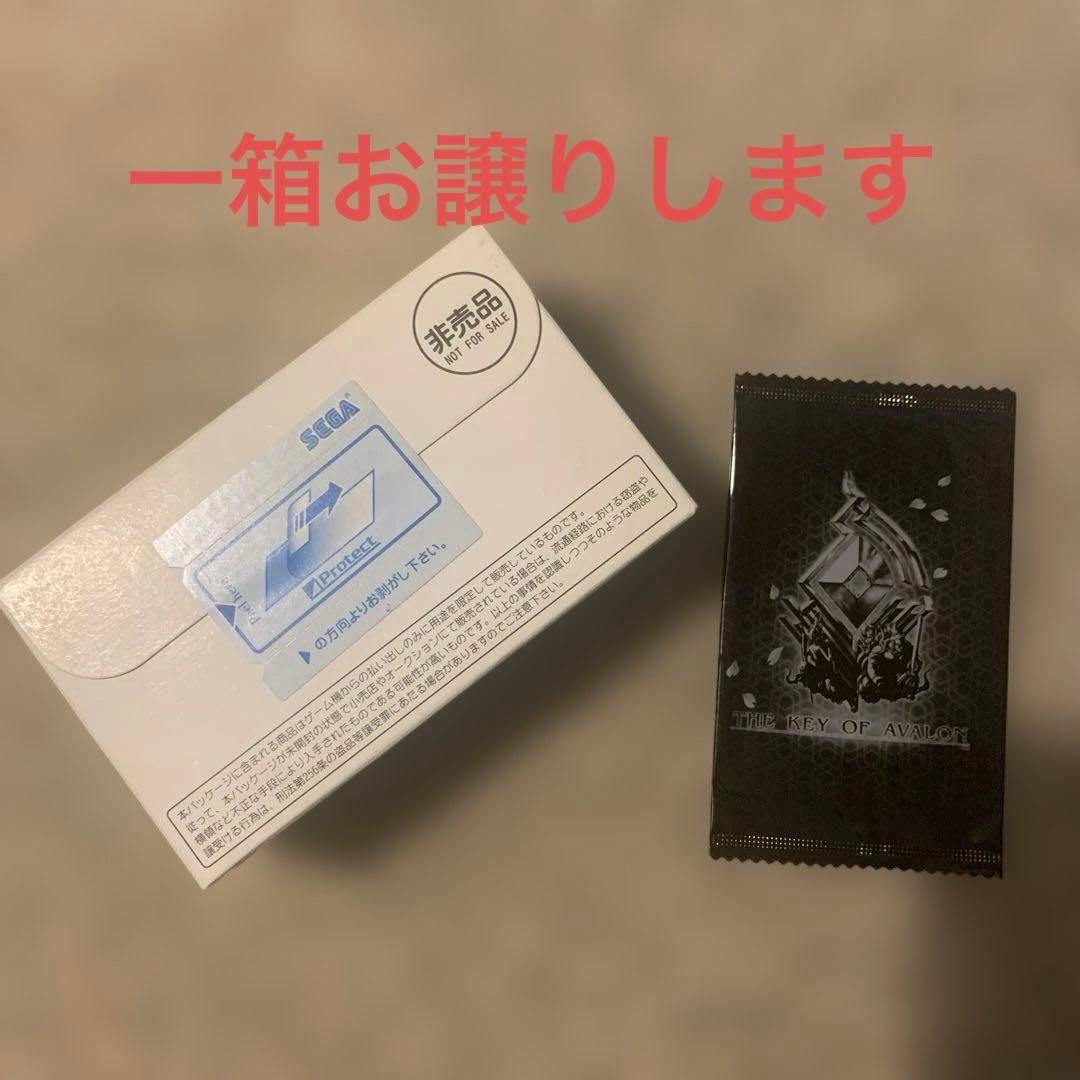 一箱お譲りします
非売品
NOT FOR SALE
SEGA
Protect
Peel here
の方向よりお剥がし下さい。
本パッケージに含まれる商品はゲーム機からの払い出しのみに用途を限定して販売しているものです。
従って、本パッケージが未開封の状態で小売店やオークションにて販売されている場合は、流通経路における窃盗や
横領など不正な手段により入手されたものである可能性が高いものです。以上の事情を認識しつつそのような物品を
譲受ける行為は、刑法第256条の盗品等譲受罪にあたる場合がありますのでご注意下さい。
THE KEY OF AVALON